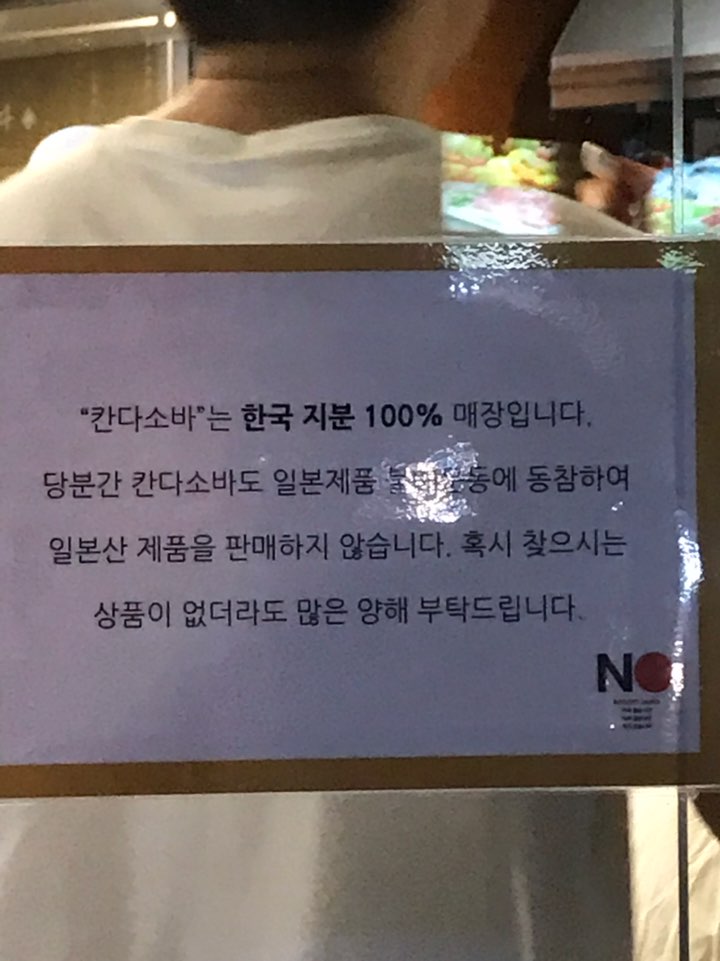 "칸다소바"는 한국 지분 100% 매장입니다.
당분간 칸다소바도 일본제품 불매운동에 동참하여
일본산 제품을 판매하지 않습니다. 혹시 찾으시는
상품이 없더라도 많은 양해 부탁드립니다.
NO